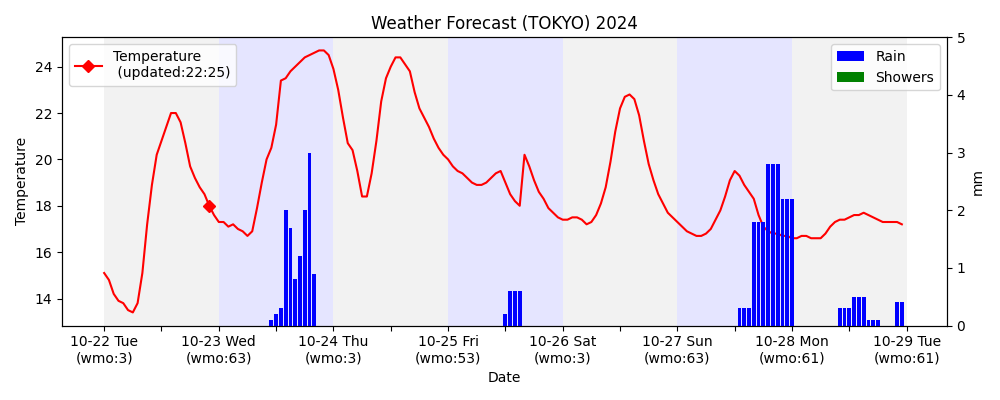 Weather Forecast (TOKYO) 2024
Temperature
(updated:22:25)
Rain
Showers
Temperature
24
22
20
18
16
14
5
4
3
2
1
0
mm
10-22 Tue
(wmo:3)
10-23 Wed
(wmo:63)
10-24 Thu
(wmo:3)
10-25 Fri
(wmo:53)
10-26 Sat
(wmo:3)
10-27 Sun
(wmo:63)
10-28 Mon
(wmo:61)
10-29 Tue
(wmo:61)
Date